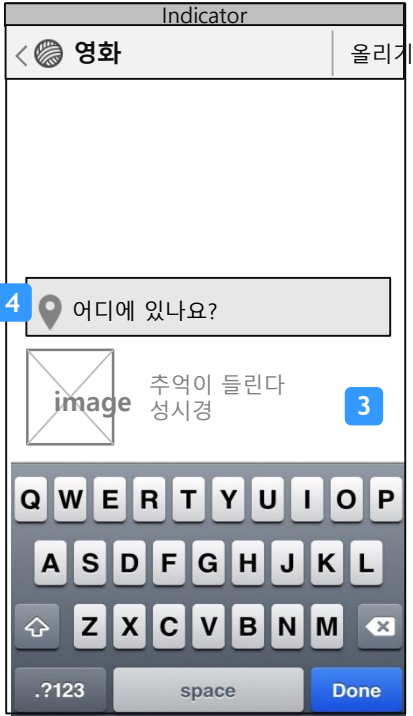 Indicator
영화
올리기
4
어디에 있나요?
image
추억이 들린다
성시경
3
Q W E R T Y U I O P
A S D F G H J K L
Z X C V B N M
.?123 space Done